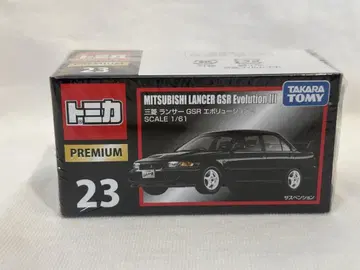 トミカ
PREMIUM
23
MITSUBISHI LANCER GSR Evolution III
三菱 ランサー GSR エボリューション
SCALE 1/61
TAKARA
TOMY
サスペンション